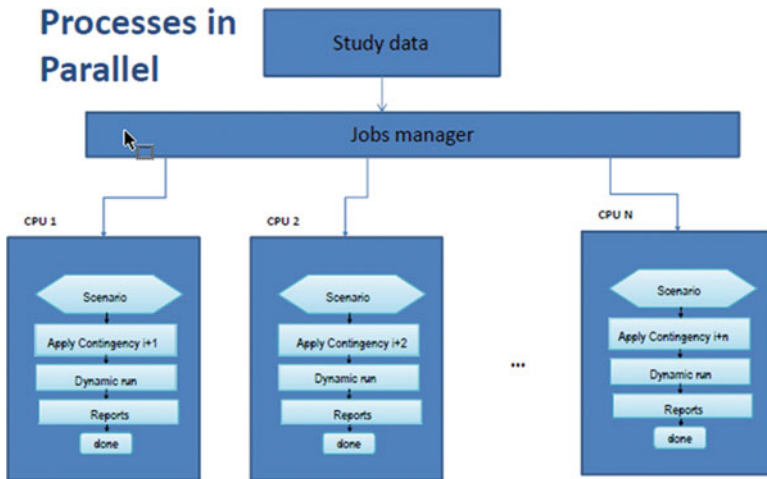 Processes in
Parallel
Study data
Jobs manager
CPU 1
Scenario
Apply Contingency i+1
Dynamic run
Reports
done
CPU 2
Scenario
Apply Contingency i+2
Dynamic run
Reports
done
...
CPU N
Scenario
Apply Contingency i+n
Dynamic run
Reports
done